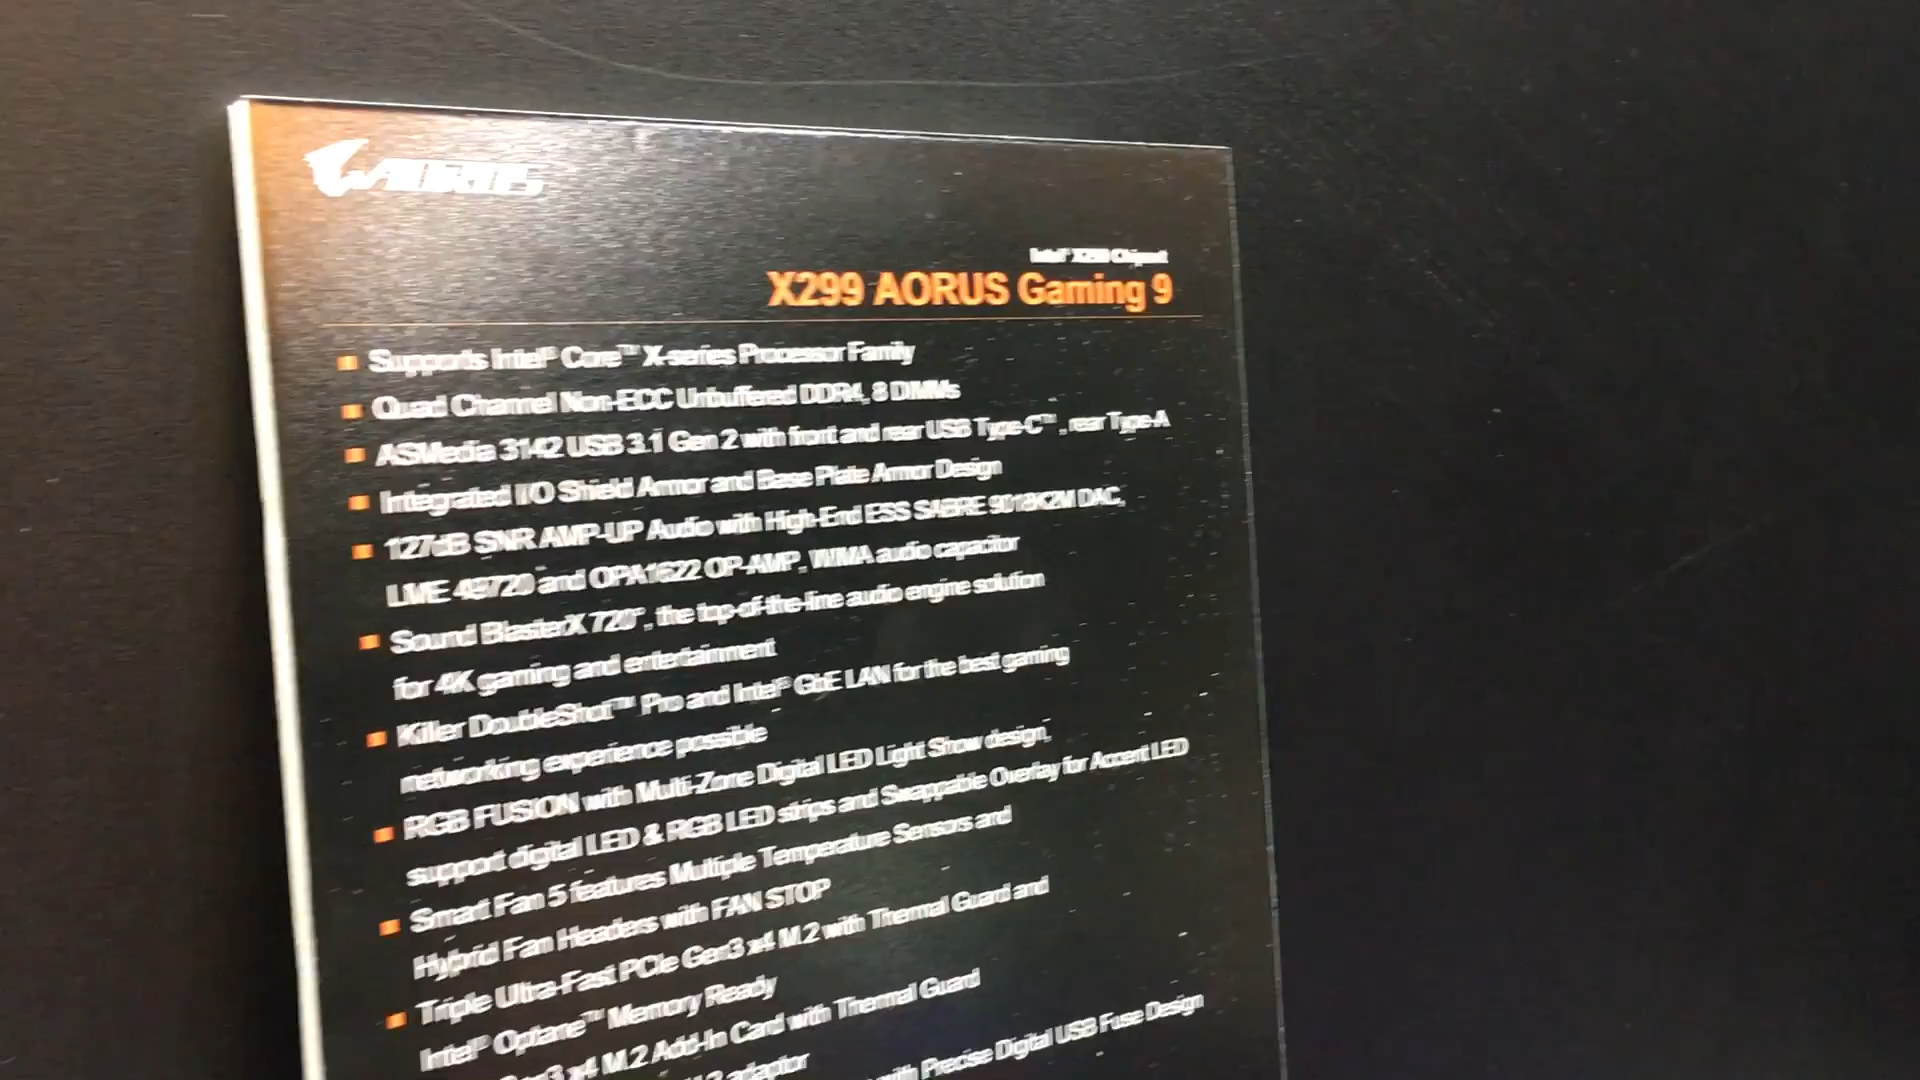 AORUS
Intel® X299 Chipset
X299 AORUS Gaming 9
Supports Intel® Core™ X-series Processor Family
Quad Channel Non-ECC Unbuffered DDR4, 8 DIMMs
ASMedia 3142 USB 3.1 Gen 2 with front and rear USB Type-C™, rear Type-A
Integrated I/O Shield Armor and Base Plate Armor Design
127dB SNR AMP-UP Audio with High-End ESS SABRE 9018K2M DAC,
LME 49720 and OPA1622 OP-AMP, WIMA audio capacitor
Sound BlasterX 720°, the top-of-the-line audio engine solution
for 4K gaming and entertainment
Killer DoubleShot™ Pro and Intel® GbE LAN for the best gaming
networking experience possible
RGB FUSION with Multi-Zone Digital LED Light Show design,
support digital LED & RGB LED strips and Swappable Overlay for Accent LED
Smart Fan 5 features Multiple Temperature Sensors and
Hybrid Fan Headers with FAN STOP
Triple Ultra-Fast PCIe Gen3 x4 M.2 with Thermal Guard and
Intel® Optane™ Memory Ready
Gen3 x4 M.2 Add-In Card with Thermal Guard
adaptor
with Precise Digital USB Fuse Design